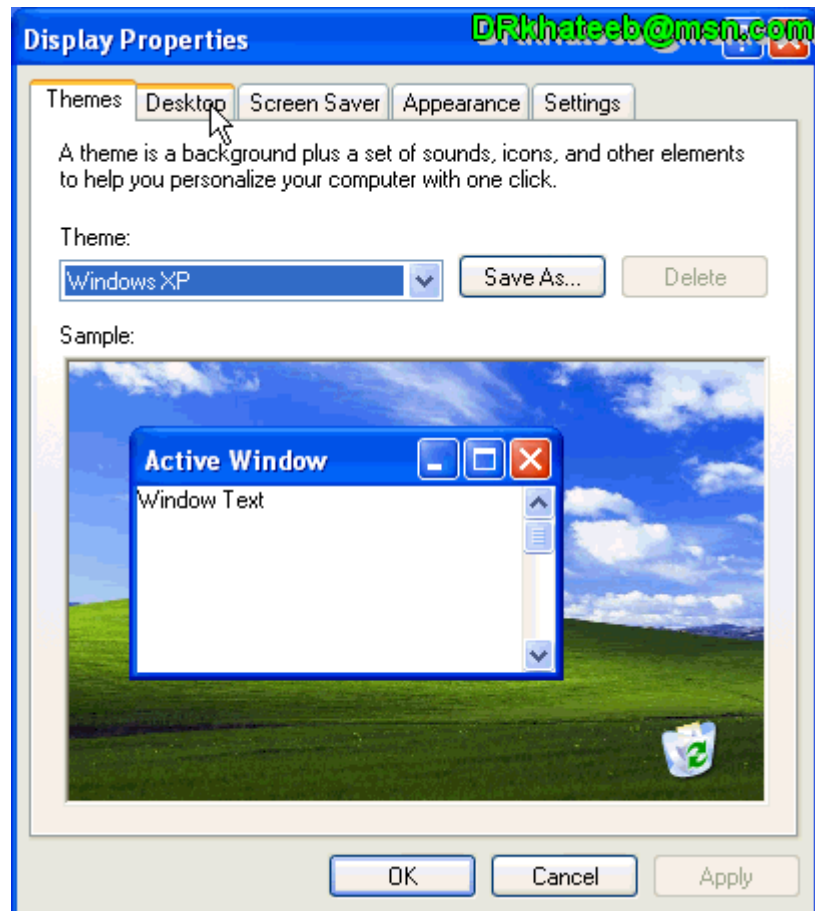 Display Properties
DRkhateeb@msn.com
Themes Desktop Screen Saver Appearance Settings
A theme is a background plus a set of sounds, icons, and other elements
to help you personalize your computer with one click.
Theme:
Windows XP Save As... Delete
Sample:
Active Window
Window Text
OK Cancel Apply